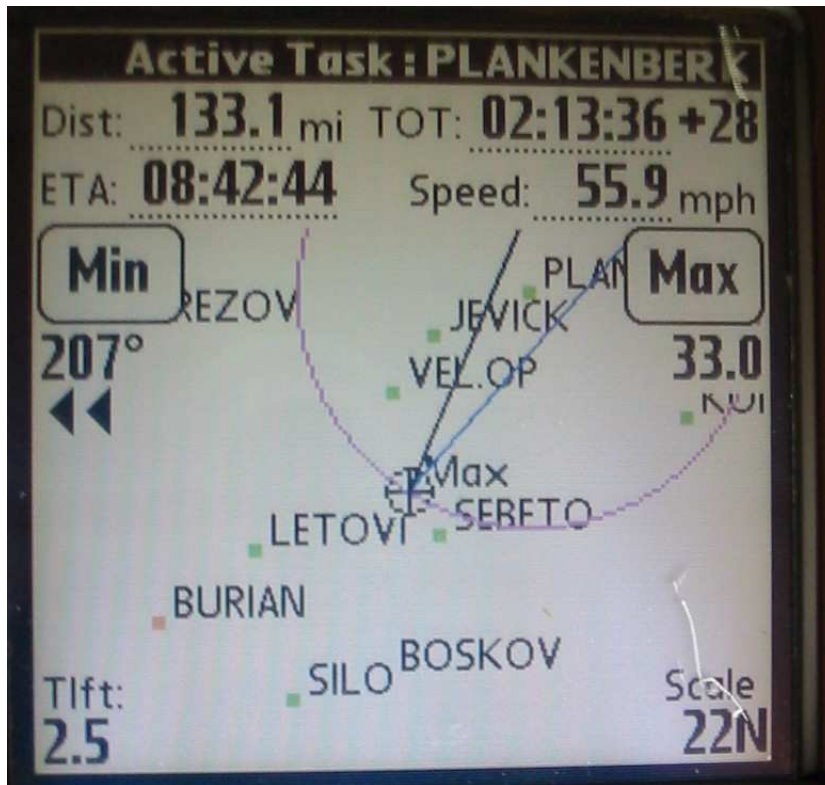 Active Task : PLANKENBERK
Dist: 133.1 mi TOT: 02:13:36 +28
ETA: 08:42:44 Speed: 55.9 mph
Min PLAN Max
REZOV JEVICK
207° VEL.OP 33.0
Max
LETOVI SEBETO
BURIAN
SILO BOSKOV
Tlft: Scale
2.5 22N